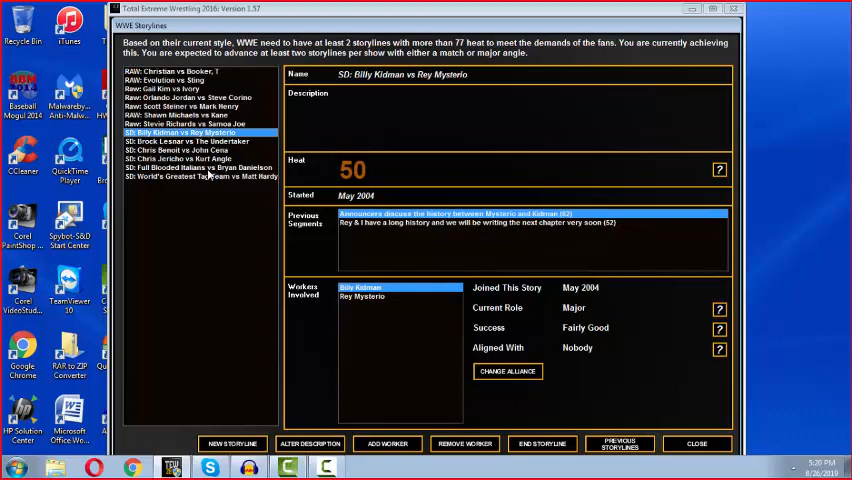 Total Extreme Wrestling 2016: Version 1.57
WWE Storylines
Based on their current style, WWE need to have at least 2 storylines with more than 77 heat to meet the demands of the fans. You are currently achieving
this. You are expected to advance at least two storylines per show with either a match or major angle.
RAW: Christian vs Booker, T
RAW: Evolution vs Sting
RAW: Gail Kim vs Ivory
RAW: Orlando Jordan vs Steve Corino
RAW: Scott Steiner vs Mark Henry
RAW: Shawn Michaels vs Kane
RAW: Stevie Richards vs Samoa Joe
SD: Billy Kidman vs Rey Mysterio
SD: Brock Lesnar vs The Undertaker
SD: Chris Benoit vs John Cena
SD: Chris Jericho vs Kurt Angle
SD: Full Blooded Italians vs Bryan Danielson
SD: World's Greatest Tag Team vs Matt Hardy
Name
SD: Billy Kidman vs Rey Mysterio
Description
Heat
50
?
Started
May 2004
Previous
Segments
Announcers discuss the history between Mysterio and Kidman (62)
Rey & I have a long history and we will be writing the next chapter very soon (52)
Workers
Involved
Billy Kidman
Rey Mysterio
Joined This Story
May 2004
Current Role
Major
?
Success
Fairly Good
?
Aligned With
Nobody
?
CHANGE ALLIANCE
NEW STORYLINE
ALTER DESCRIPTION
ADD WORKER
REMOVE WORKER
END STORYLINE
PREVIOUS
STORYLINES
CLOSE
Recycle Bin
iTunes
Baseball
Mogul 2014
Malwareby...
Anti-Malw...
CCleaner
QuickTime
Player
Corel
PaintShop ...
Spybot-S&D
Start Center
Corel
VideoStud...
TeamViewer
10
Google
Chrome
RAR to ZIP
Converter
HP Solution
Center
Microsoft
Office Wo...
5:20 PM
8/26/2019